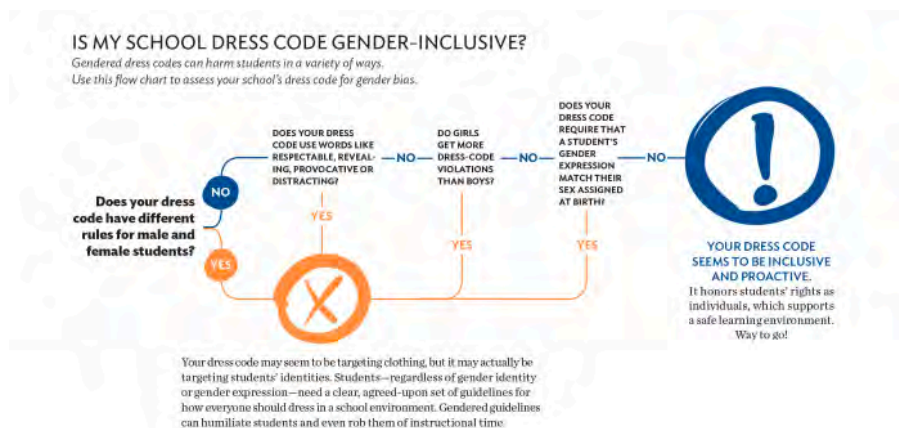 IS MY SCHOOL DRESS CODE GENDER-INCLUSIVE?
Gendered dress codes can harm students in a variety of ways.
Use this flow chart to assess your school's dress code for gender bias.
Does your dress
code have different
rules for male and
female students?
NO
YES
DOES YOUR DRESS
CODE USE WORDS LIKE
RESPECTABLE, REVEAL-
ING, PROVOCATIVE OR
DISTRACTING?
NO
YES
DO GIRLS
GET MORE
DRESS-CODE
VIOLATIONS
THAN BOYS?
NO
YES
DOES YOUR
DRESS CODE
REQUIRE THAT
A STUDENT'S
GENDER
EXPRESSION
MATCH THEIR
SEX ASSIGNED
AT BIRTH?
NO
YES
!
YOUR DRESS CODE
SEEMS TO BE INCLUSIVE
AND PROACTIVE.
It honors students' rights as
individuals, which supports
a safe learning environment.
Way to go!
X
Your dress code may seem to be targeting clothing, but it may actually be
targeting students' identities. Students—regardless of gender identity
or gender expression—need a clear, agreed-upon set of guidelines for
how everyone should dress in a school environment. Gendered guidelines
can humiliate students and even rob them of instructional time